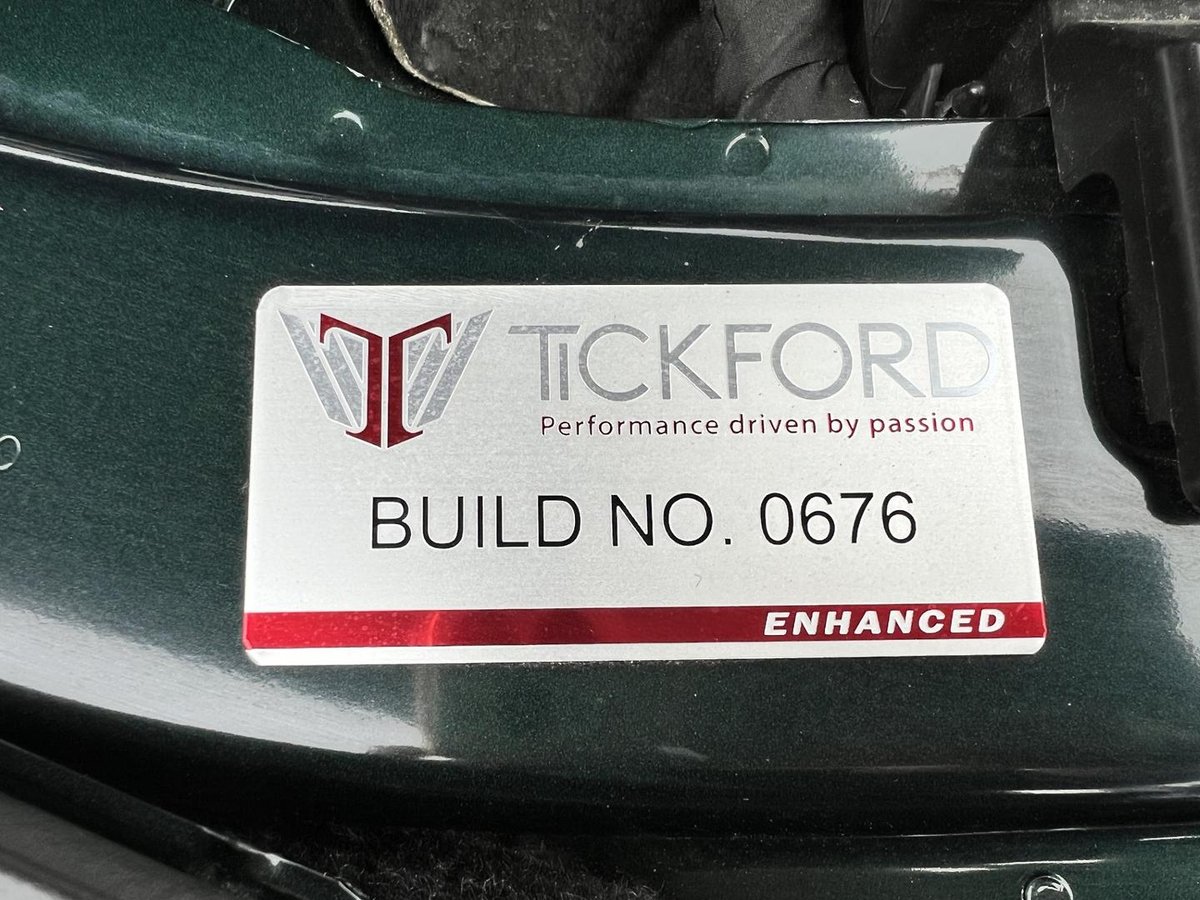 TICKFORD
Performance driven by passion
BUILD NO. 0676
ENHANCED